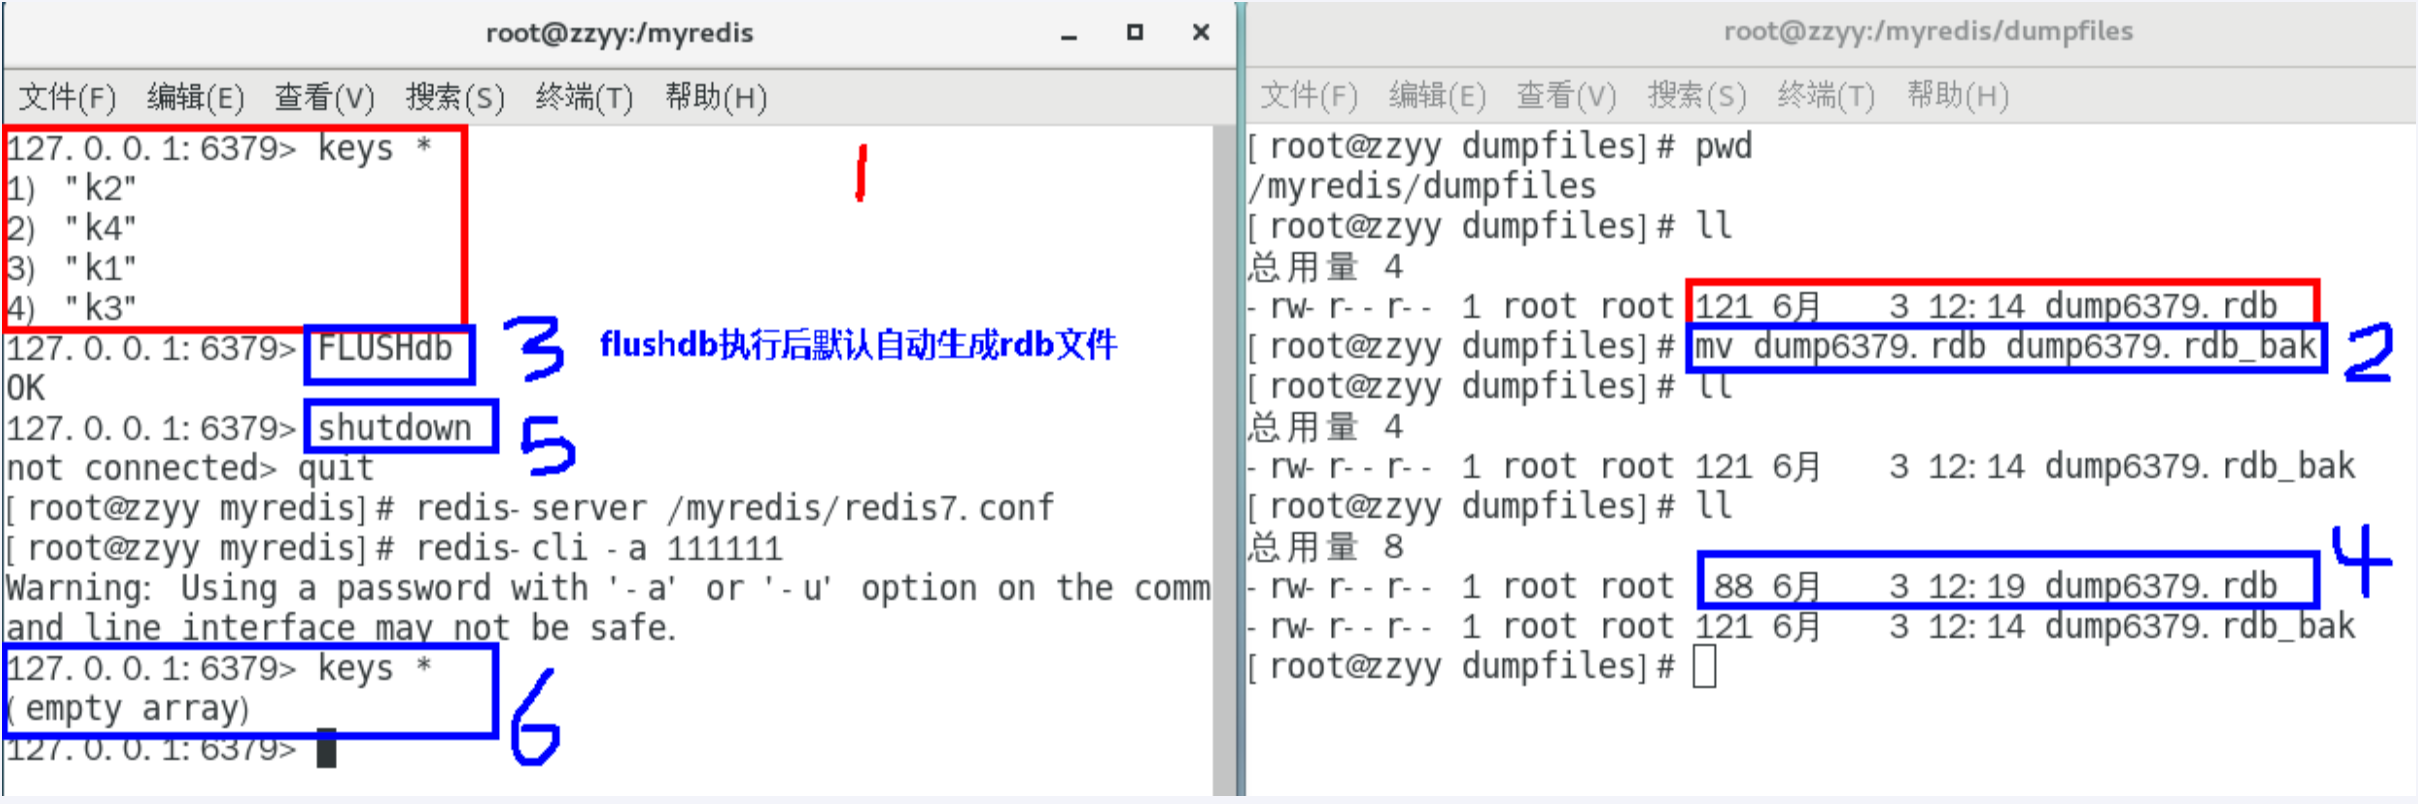 root@zzyy:/myredis
文件(F) 编辑(E) 查看(V) 搜索(S) 终端(T) 帮助(H)
127.0.0.1:6379> keys *
1) "k2"
2) "k4"
3) "k1"
4) "k3"
1
127.0.0.1:6379> FLUSHdb
3 flushdb执行后默认自动生成rdb文件
OK
127.0.0.1:6379> shutdown
5
not connected> quit
[root@zzyy myredis]# redis-server /myredis/redis7.conf
[root@zzyy myredis]# redis-cli -a 111111
Warning: Using a password with '-a' or '-u' option on the comm
and line interface may not be safe.
127.0.0.1:6379> keys *
(empty array)
6
127.0.0.1:6379>
root@zzyy:/myredis/dumpfiles
文件(F) 编辑(E) 查看(V) 搜索(S) 终端(T) 帮助(H)
[root@zzyy dumpfiles]# pwd
/myredis/dumpfiles
[root@zzyy dumpfiles]# ll
总用量 4
-rw-r--r-- 1 root root 121 6月 3 12:14 dump6379.rdb
[root@zzyy dumpfiles]# mv dump6379.rdb dump6379.rdb_bak
2
[root@zzyy dumpfiles]# ll
总用量 4
-rw-r--r-- 1 root root 121 6月 3 12:14 dump6379.rdb_bak
[root@zzyy dumpfiles]# ll
总用量 8
4
-rw-r--r-- 1 root root 88 6月 3 12:19 dump6379.rdb
-rw-r--r-- 1 root root 121 6月 3 12:14 dump6379.rdb_bak
[root@zzyy dumpfiles]#